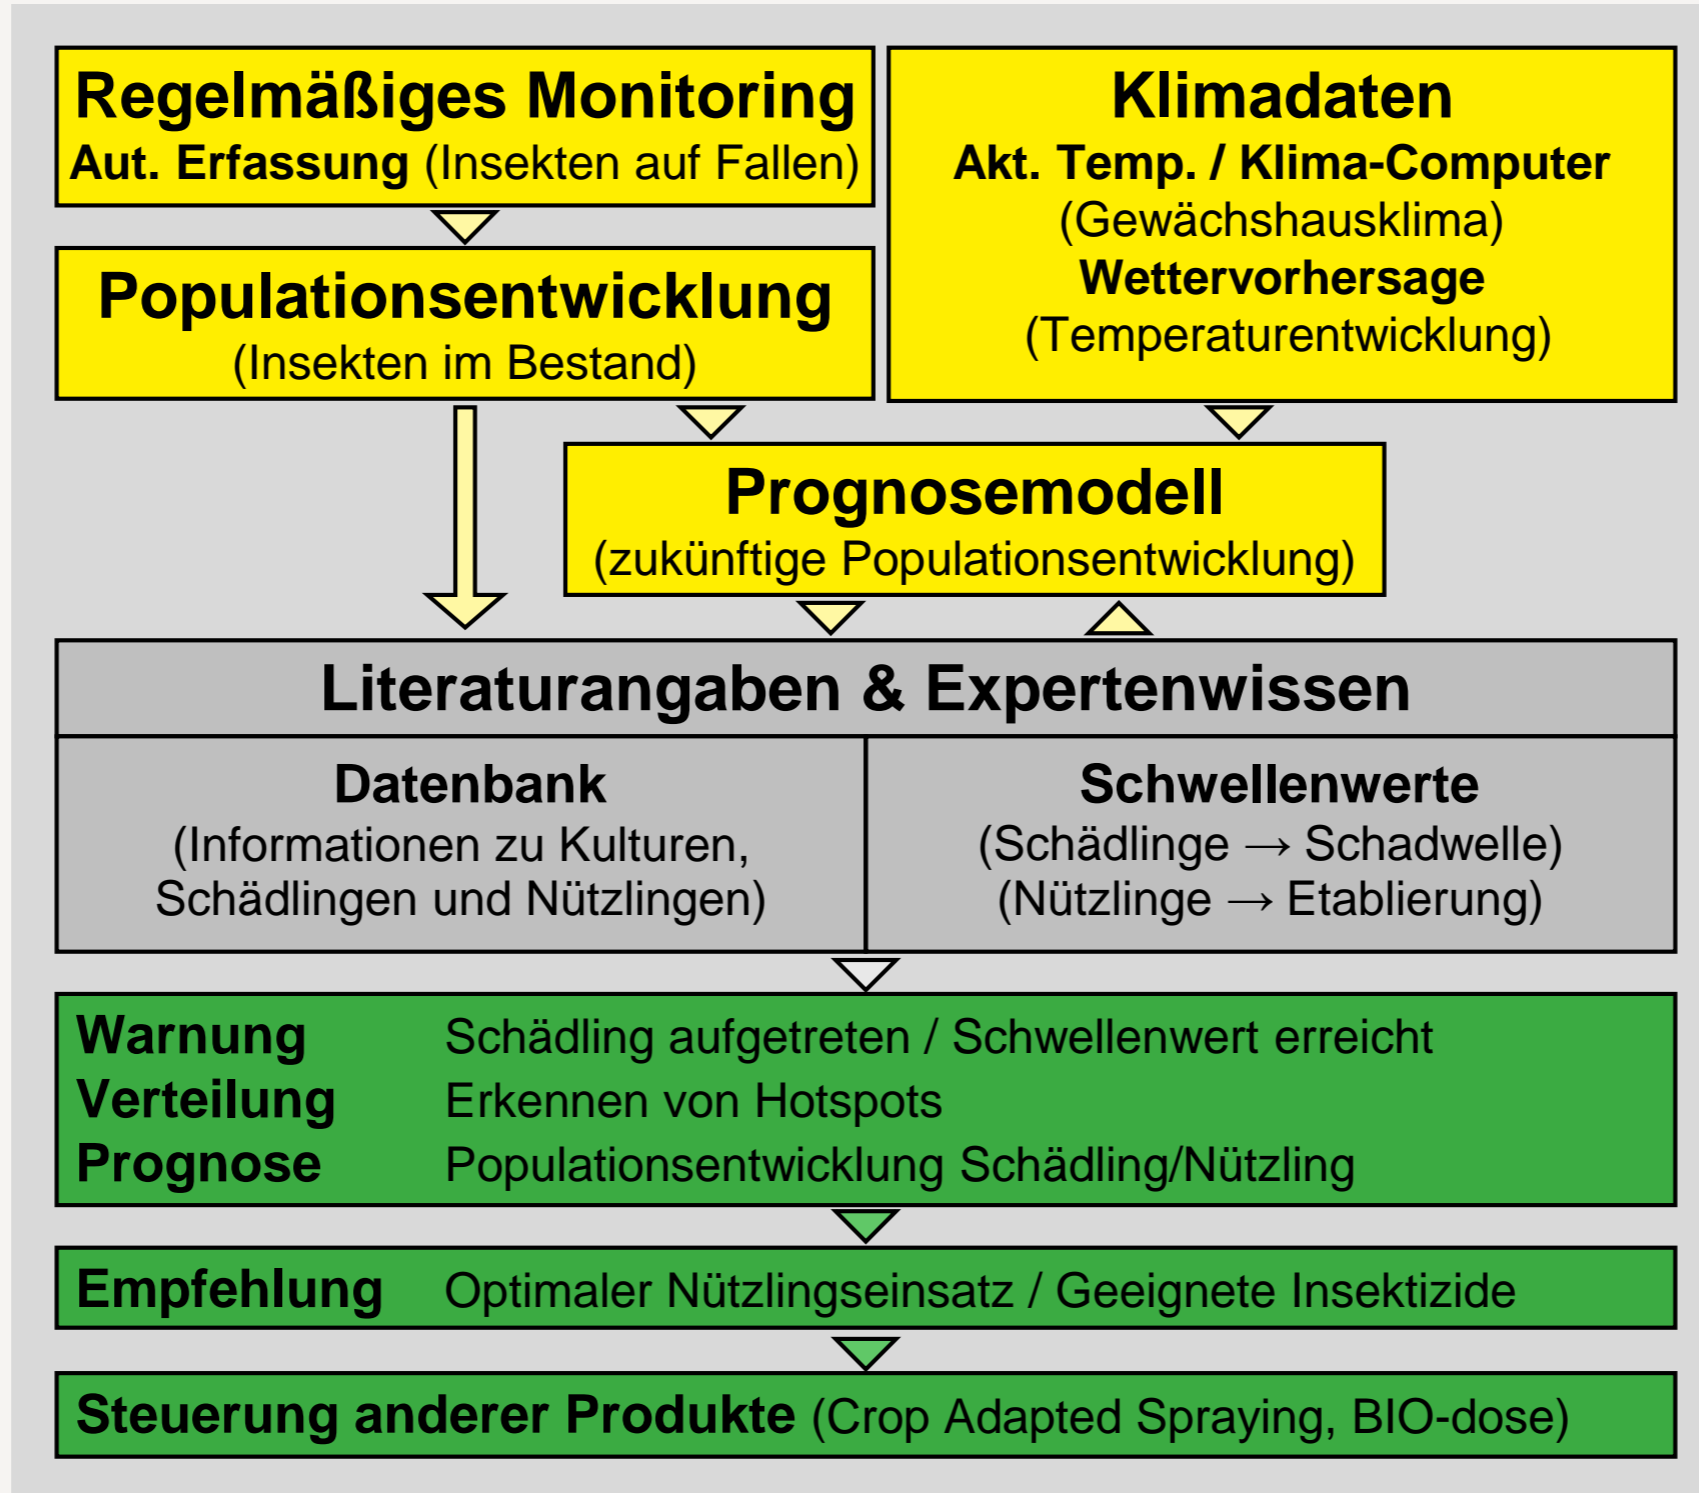 Regelmäßiges Monitoring
Aut. Erfassung (Insekten auf Fallen)
Populationsentwicklung
(Insekten im Bestand)
Klimadaten
Akt. Temp. / Klima-Computer
(Gewächshausklima)
Wettervorhersage
(Temperaturentwicklung)
Prognosemodell
(zukünftige Populationsentwicklung)
Literaturangaben & Expertenwissen
Datenbank
(Informationen zu Kulturen,
Schädlingen und Nützlingen)
Schwellenwerte
(Schädlinge → Schadwelle)
(Nützlinge → Etablierung)
Warnung Schädling aufgetreten / Schwellenwert erreicht
Verteilung Erkennen von Hotspots
Prognose Populationsentwicklung Schädling/Nützling
Empfehlung Optimaler Nützlingseinsatz / Geeignete Insektizide
Steuerung anderer Produkte (Crop Adapted Spraying, BIO-dose)